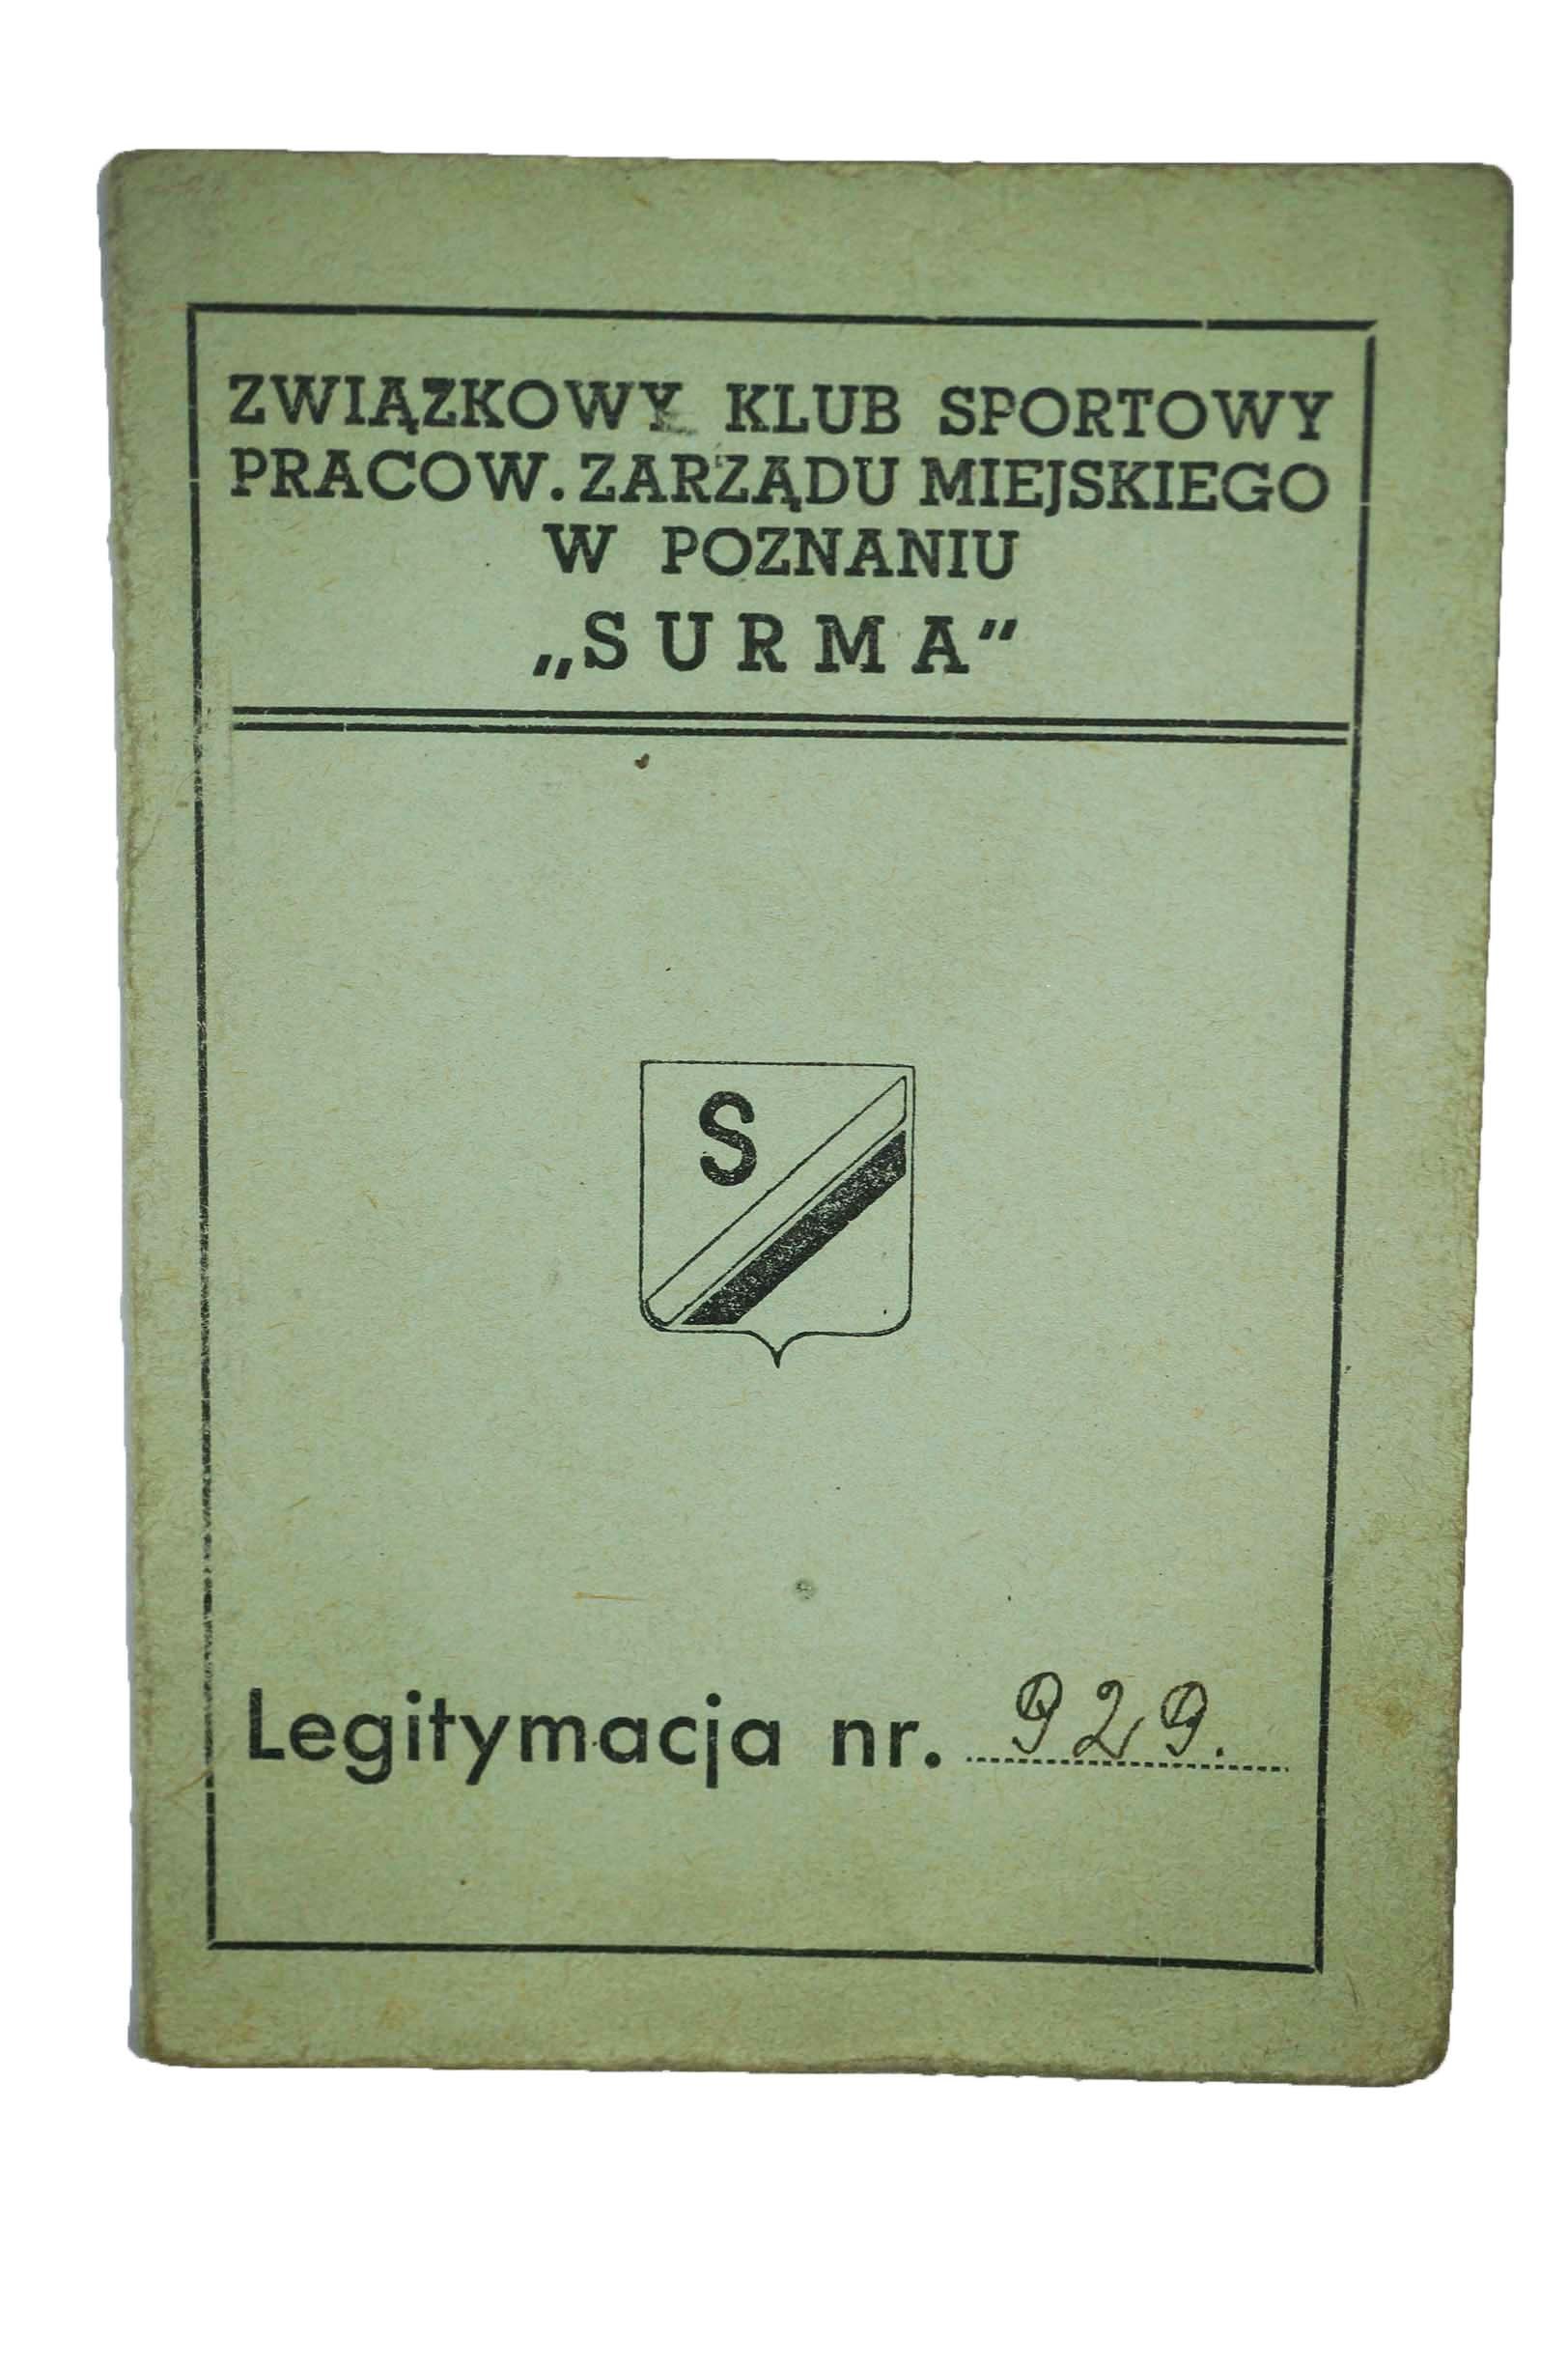 ZWIĄZKOWY KLUB SPORTOWY
PRACOW. ZARZĄDU MIEJSKIEGO
W POZNANIU
„SURMA”
S
Legitymacja nr. 929.